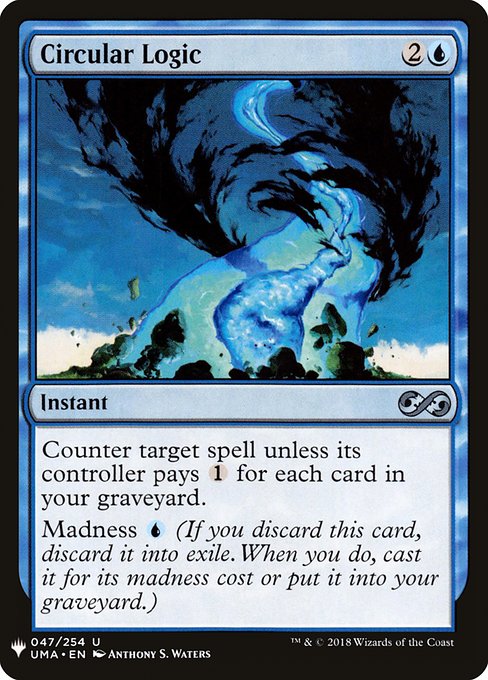 Circular Logic 2
Instant
Counter target spell unless its
controller pays 1 for each card in
your graveyard.
Madness (If you discard this card,
discard it into exile. When you do, cast
it for its madness cost or put it into your
graveyard.)
047/254 U
™ & © 2018 Wizards of the Coast
UMA • EN Anthony S. Waters